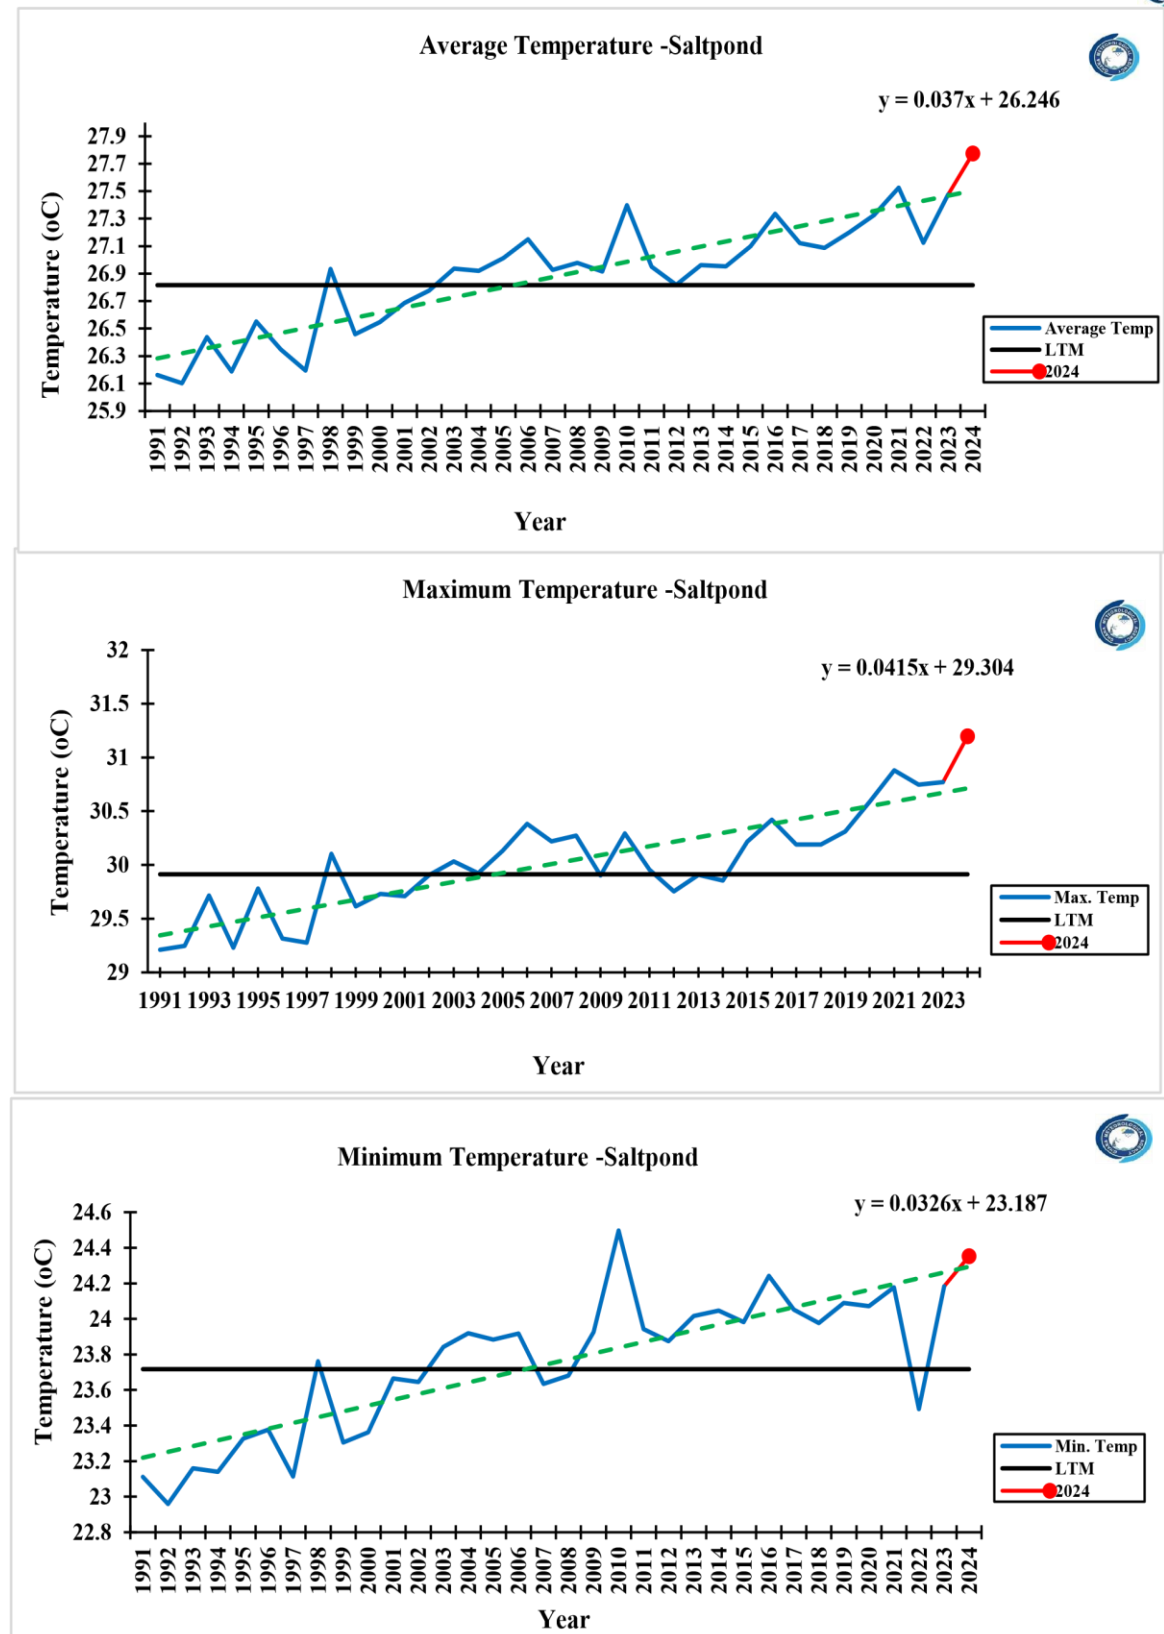 Average Temperature -Saltpond
y = 0.037x + 26.246
27.9
27.7
27.5
27.3
27.1
26.9
26.7
26.5
26.3
26.1
25.9
Temperature (oC)
Average Temp
LTM
2024
1991 1992 1993 1994 1995 1996 1997 1998 1999 2000 2001 2002 2003 2004 2005 2006 2007 2008 2009 2010 2011 2012 2013 2014 2015 2016 2017 2018 2019 2020 2021 2022 2023 2024
Year
Maximum Temperature -Saltpond
y = 0.0415x + 29.304
32
31.5
31
30.5
30
29.5
29
Temperature (oC)
Max. Temp
LTM
2024
1991 1993 1995 1997 1999 2001 2003 2005 2007 2009 2011 2013 2015 2017 2019 2021 2023
Year
Minimum Temperature -Saltpond
y = 0.0326x + 23.187
24.6
24.4
24.2
24
23.8
23.6
23.4
23.2
23
22.8
Temperature (oC)
Min. Temp
LTM
2024
1991 1992 1993 1994 1995 1996 1997 1998 1999 2000 2001 2002 2003 2004 2005 2006 2007 2008 2009 2010 2011 2012 2013 2014 2015 2016 2017 2018 2019 2020 2021 2022 2023 2024
Year